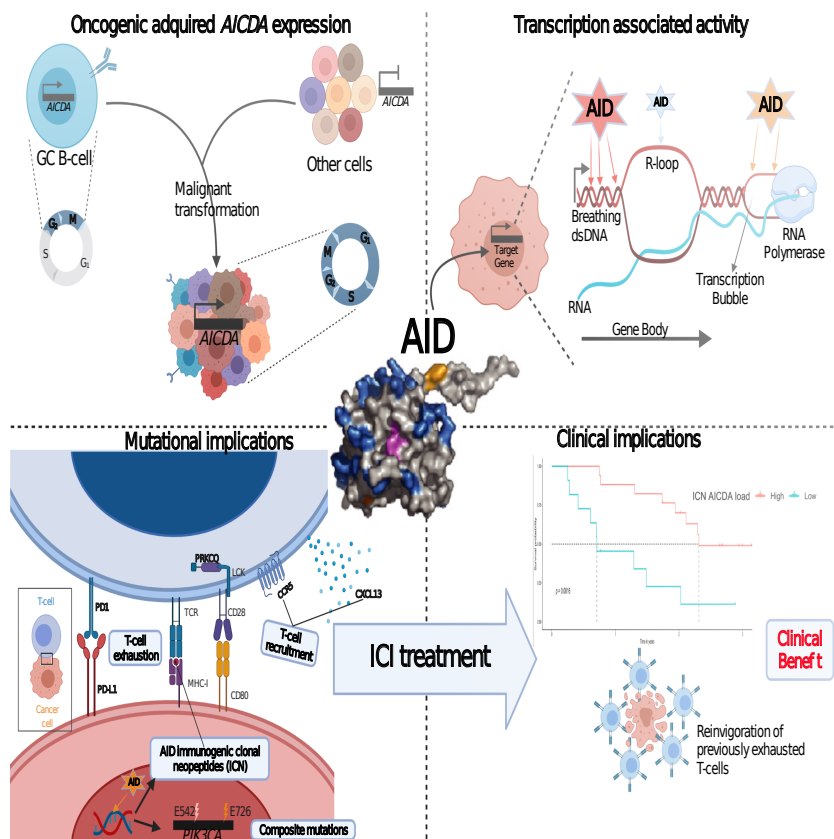 Oncogenic adquired AICDA expression
AICDA
GC B-cell
AICDA
Other cells
Malignant
transformation
G₂
M
S
G₁
G₁
M
G₂
S
AICDA
Transcription associated activity
AID
AID
AID
R-loop
Breathing
dsDNA
RNA
Polymerase
Target
Gene
Transcription
Bubble
RNA
Gene Body
AID
Mutational implications
PRKCQ
LCK
CCR5
CXCL13
T-cell
PD1
TCR
CD28
T-cell
exhaustion
T-cell
recruitment
PD-L1
MHC-I
CD80
Cancer
cell
AID immunogenic clonal
neopeptides (ICN)
AID
E542
E726
PIK3CA
Composite mutations
ICI treatment
Clinical implications
ICN AICDA load
High
Low
Time in years
Clinical
Benef t
Reinvigoration of
previously exhausted
T-cells